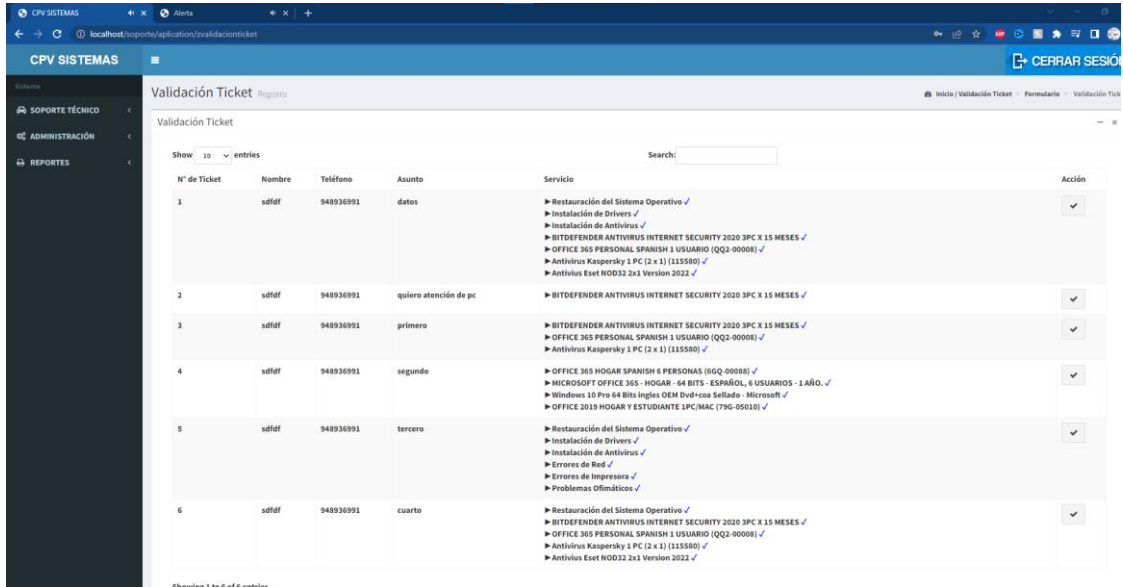 CPV SISTEMAS
Alerta
localhost/soporte/aplication/zvalidacionticket
CPV SISTEMAS
CERRAR SESIÓ
Sistema
SOPORTE TÉCNICO
ADMINISTRACIÓN
REPORTES
Validación Ticket Registro
Inicio / Validación Ticket Formulario Validación Tick
Validación Ticket
Show 10 entries
Search:
N° de Ticket Nombre Teléfono Asunto Servicio Acción
1 sdfdf 948936991 datos ►Restauración del Sistema Operativo ✓
►Instalación de Drivers ✓
►Instalación de Antivirus ✓
►BITDEFENDER ANTIVIRUS INTERNET SECURITY 2020 3PC X 15 MESES ✓
►OFFICE 365 PERSONAL SPANISH 1 USUARIO (QQ2-00008) ✓
►Antivirus Kaspersky 1 PC (2 x 1) (115580) ✓
►Antivius Eset NOD32 2x1 Version 2022 ✓
2 sdfdf 948936991 quiero atención de pc ►BITDEFENDER ANTIVIRUS INTERNET SECURITY 2020 3PC X 15 MESES ✓
3 sdfdf 948936991 primero ►BITDEFENDER ANTIVIRUS INTERNET SECURITY 2020 3PC X 15 MESES ✓
►OFFICE 365 PERSONAL SPANISH 1 USUARIO (QQ2-00008) ✓
►Antivirus Kaspersky 1 PC (2 x 1) (115580) ✓
4 sdfdf 948936991 segundo ►OFFICE 365 HOGAR SPANISH 6 PERSONAS (6GQ-00088) ✓
►MICROSOFT OFFICE 365 - HOGAR - 64 BITS - ESPAÑOL, 6 USUARIOS - 1 AÑO. ✓
►Windows 10 Pro 64 Bits ingles OEM Dvd+coa Sellado - Microsoft ✓
►OFFICE 2019 HOGAR Y ESTUDIANTE 1PC/MAC (79G-05010) ✓
5 sdfdf 948936991 tercero ►Restauración del Sistema Operativo ✓
►Instalación de Drivers ✓
►Instalación de Antivirus ✓
►Errores de Red ✓
►Errores de Impresora ✓
►Problemas Ofimáticos ✓
6 sdfdf 948936991 cuarto ►Restauración del Sistema Operativo ✓
►BITDEFENDER ANTIVIRUS INTERNET SECURITY 2020 3PC X 15 MESES ✓
►OFFICE 365 PERSONAL SPANISH 1 USUARIO (QQ2-00008) ✓
►Antivirus Kaspersky 1 PC (2 x 1) (115580) ✓
►Antivius Eset NOD32 2x1 Version 2022 ✓
Showing 1 to 6 of 6 entries